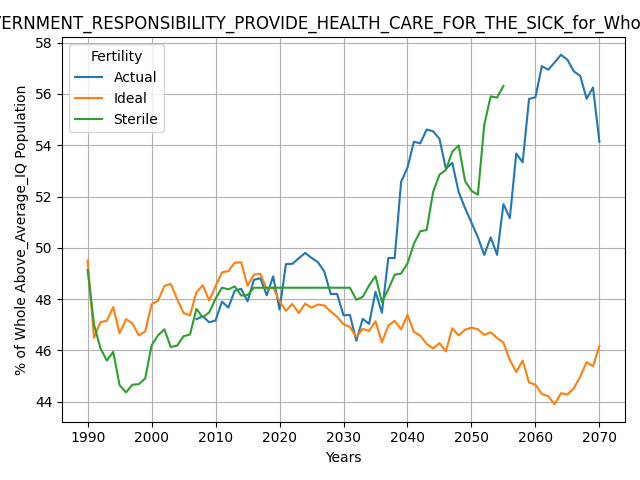 VERNMENT_RESPONSIBILITY_PROVIDE_HEALTH_CARE_FOR_THE_SICK_for_Who
Fertility
Actual
Ideal
Sterile
% of Whole Above_Average_IQ Population
58
56
54
52
50
48
46
44
1990
2000
2010
2020
2030
2040
2050
2060
2070
Years